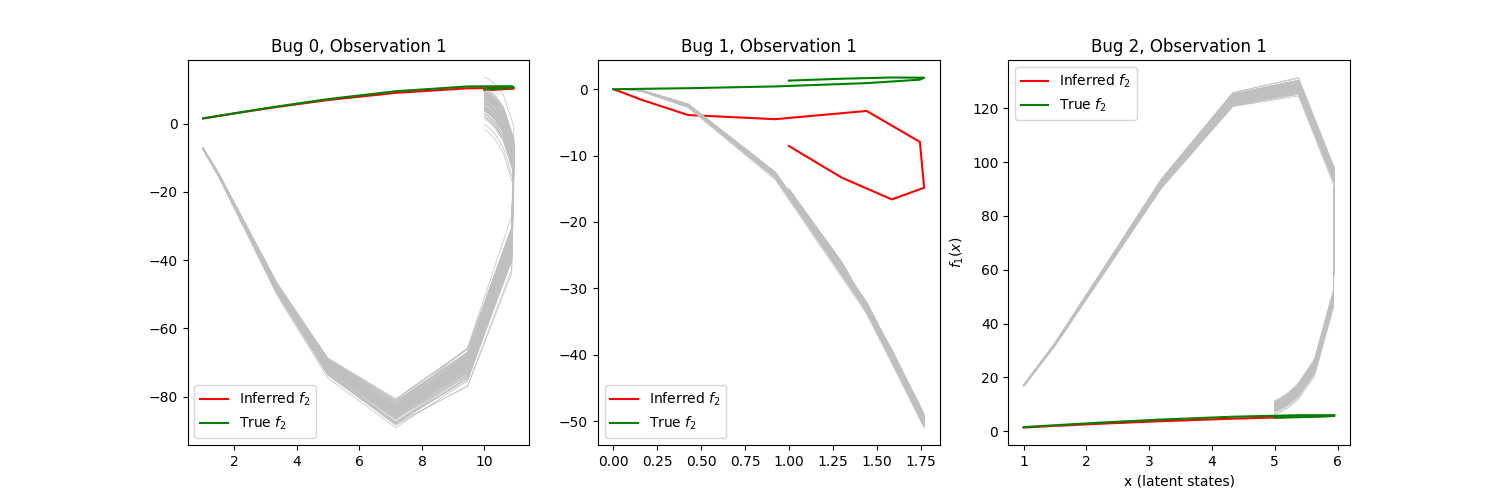 Bug 0, Observation 1
0
−20
−40
−60
−80
2 4 6 8 10
Inferred f₂
True f₂
Bug 1, Observation 1
0
−10
−20
−30
−40
−50
0.00 0.25 0.50 0.75 1.00 1.25 1.50 1.75
Inferred f₂
True f₂
Bug 2, Observation 1
Inferred f₂
True f₂
f₁(x)
120
100
80
60
40
20
0
1 2 3 4 5 6
x (latent states)